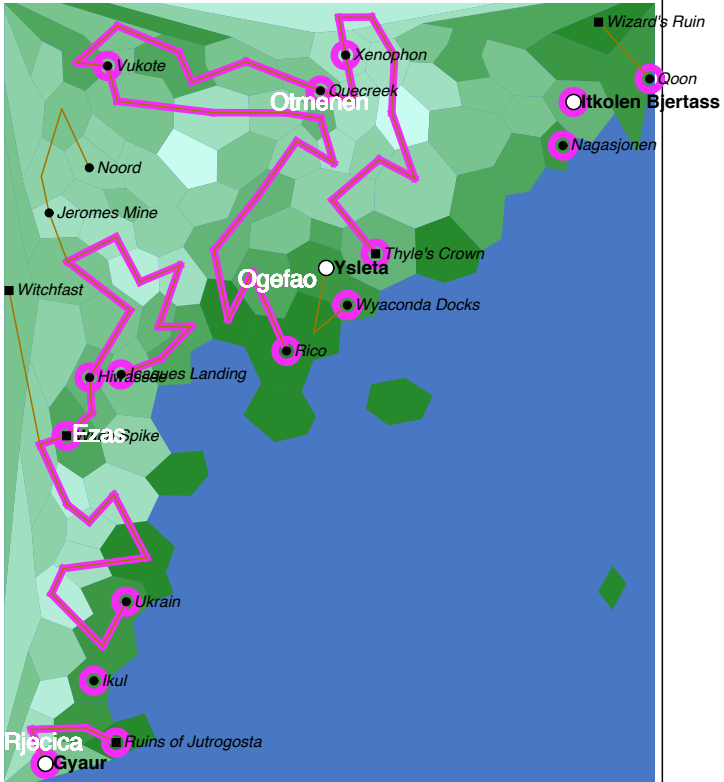 Wizard's Ruin
Xenophon
Vukote
Qoon
Quecreek
Otmenen
Itkolen Bjertass
Nagasjonen
Noord
Jeromes Mine
Thyle's Crown
Ysleta
Ogefao
Witchfast
Wyaconda Docks
Rico
Isaques Landing
Hiwassee
Ezas
Spike
Ukrain
Ikul
Rjecica
Ruins of Jutrogosta
Gyaur